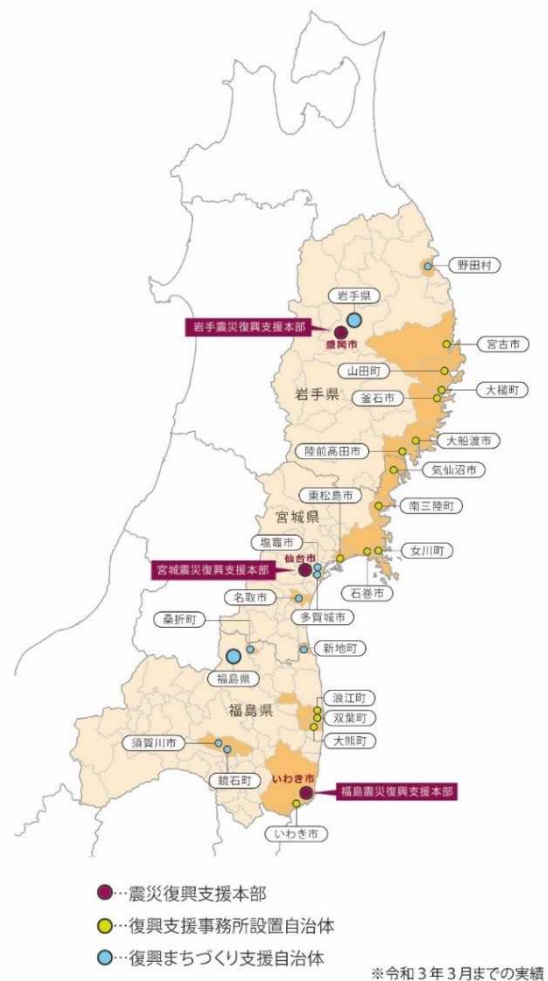 野田村
岩手県
岩手震災復興支援本部
盛岡市
宮古市
山田町
大槌町
岩手県
釜石市
大船渡市
陸前高田市
気仙沼市
東松島市
南三陸町
宮城県
塩竈市
仙台市
女川町
宮城震災復興支援本部
石巻市
名取市
多賀城市
桑折町
新地町
福島県
浪江町
福島県
双葉町
須賀川市
大熊町
鏡石町
いわき市
福島震災復興支援本部
いわき市
…震災復興支援本部
…復興支援事務所設置自治体
…復興まちづくり支援自治体
※令和3年3月までの実績